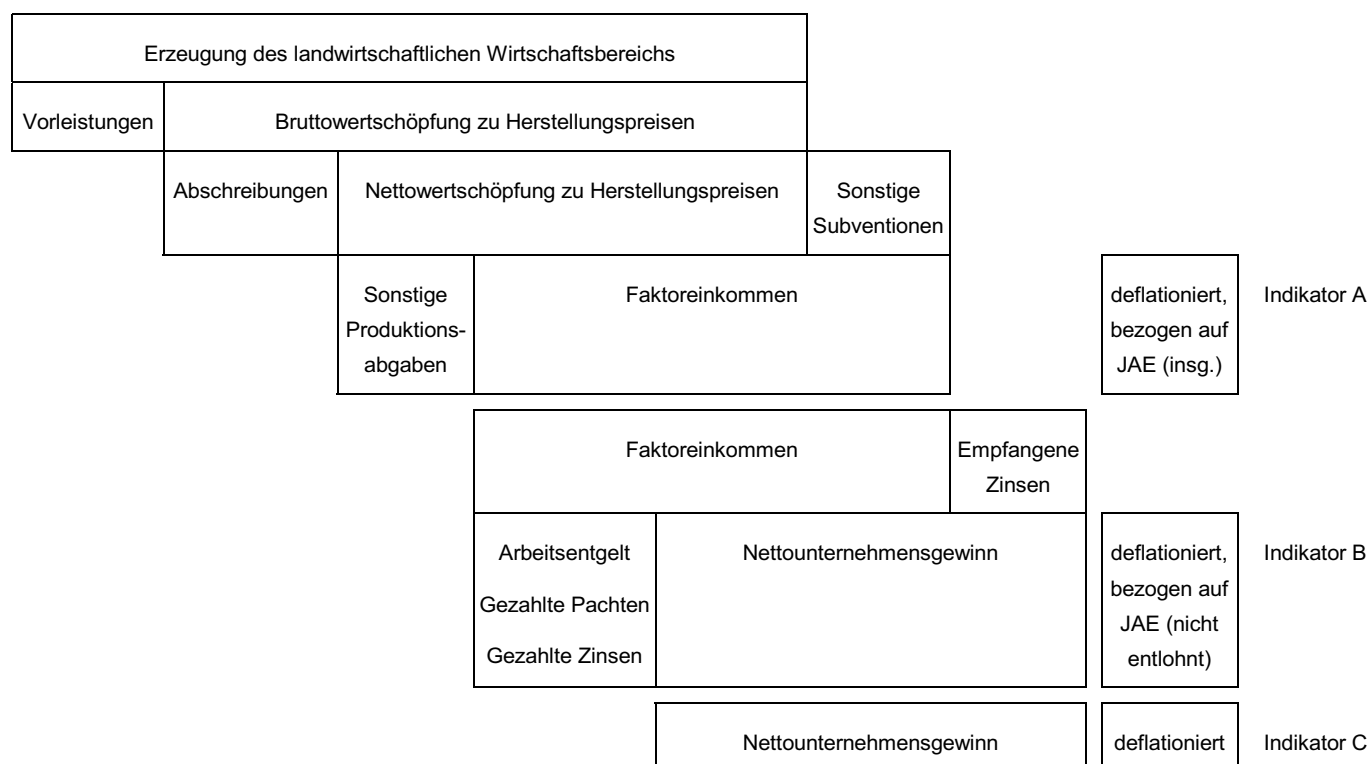 Erzeugung des landwirtschaftlichen Wirtschaftsbereichs
Vorleistungen
Bruttowertschöpfung zu Herstellungspreisen
Abschreibungen
Nettowertschöpfung zu Herstellungspreisen
Sonstige
Subventionen
Sonstige
Produktions-
abgaben
Faktoreinkommen
deflationiert,
bezogen auf
JAE (insg.)
Indikator A
Faktoreinkommen
Empfangene
Zinsen
Arbeitsentgelt
Gezahlte Pachten
Gezahlte Zinsen
Nettounternehmensgewinn
deflationiert,
bezogen auf
JAE (nicht
entlohnt)
Indikator B
Nettounternehmensgewinn
deflationiert
Indikator C